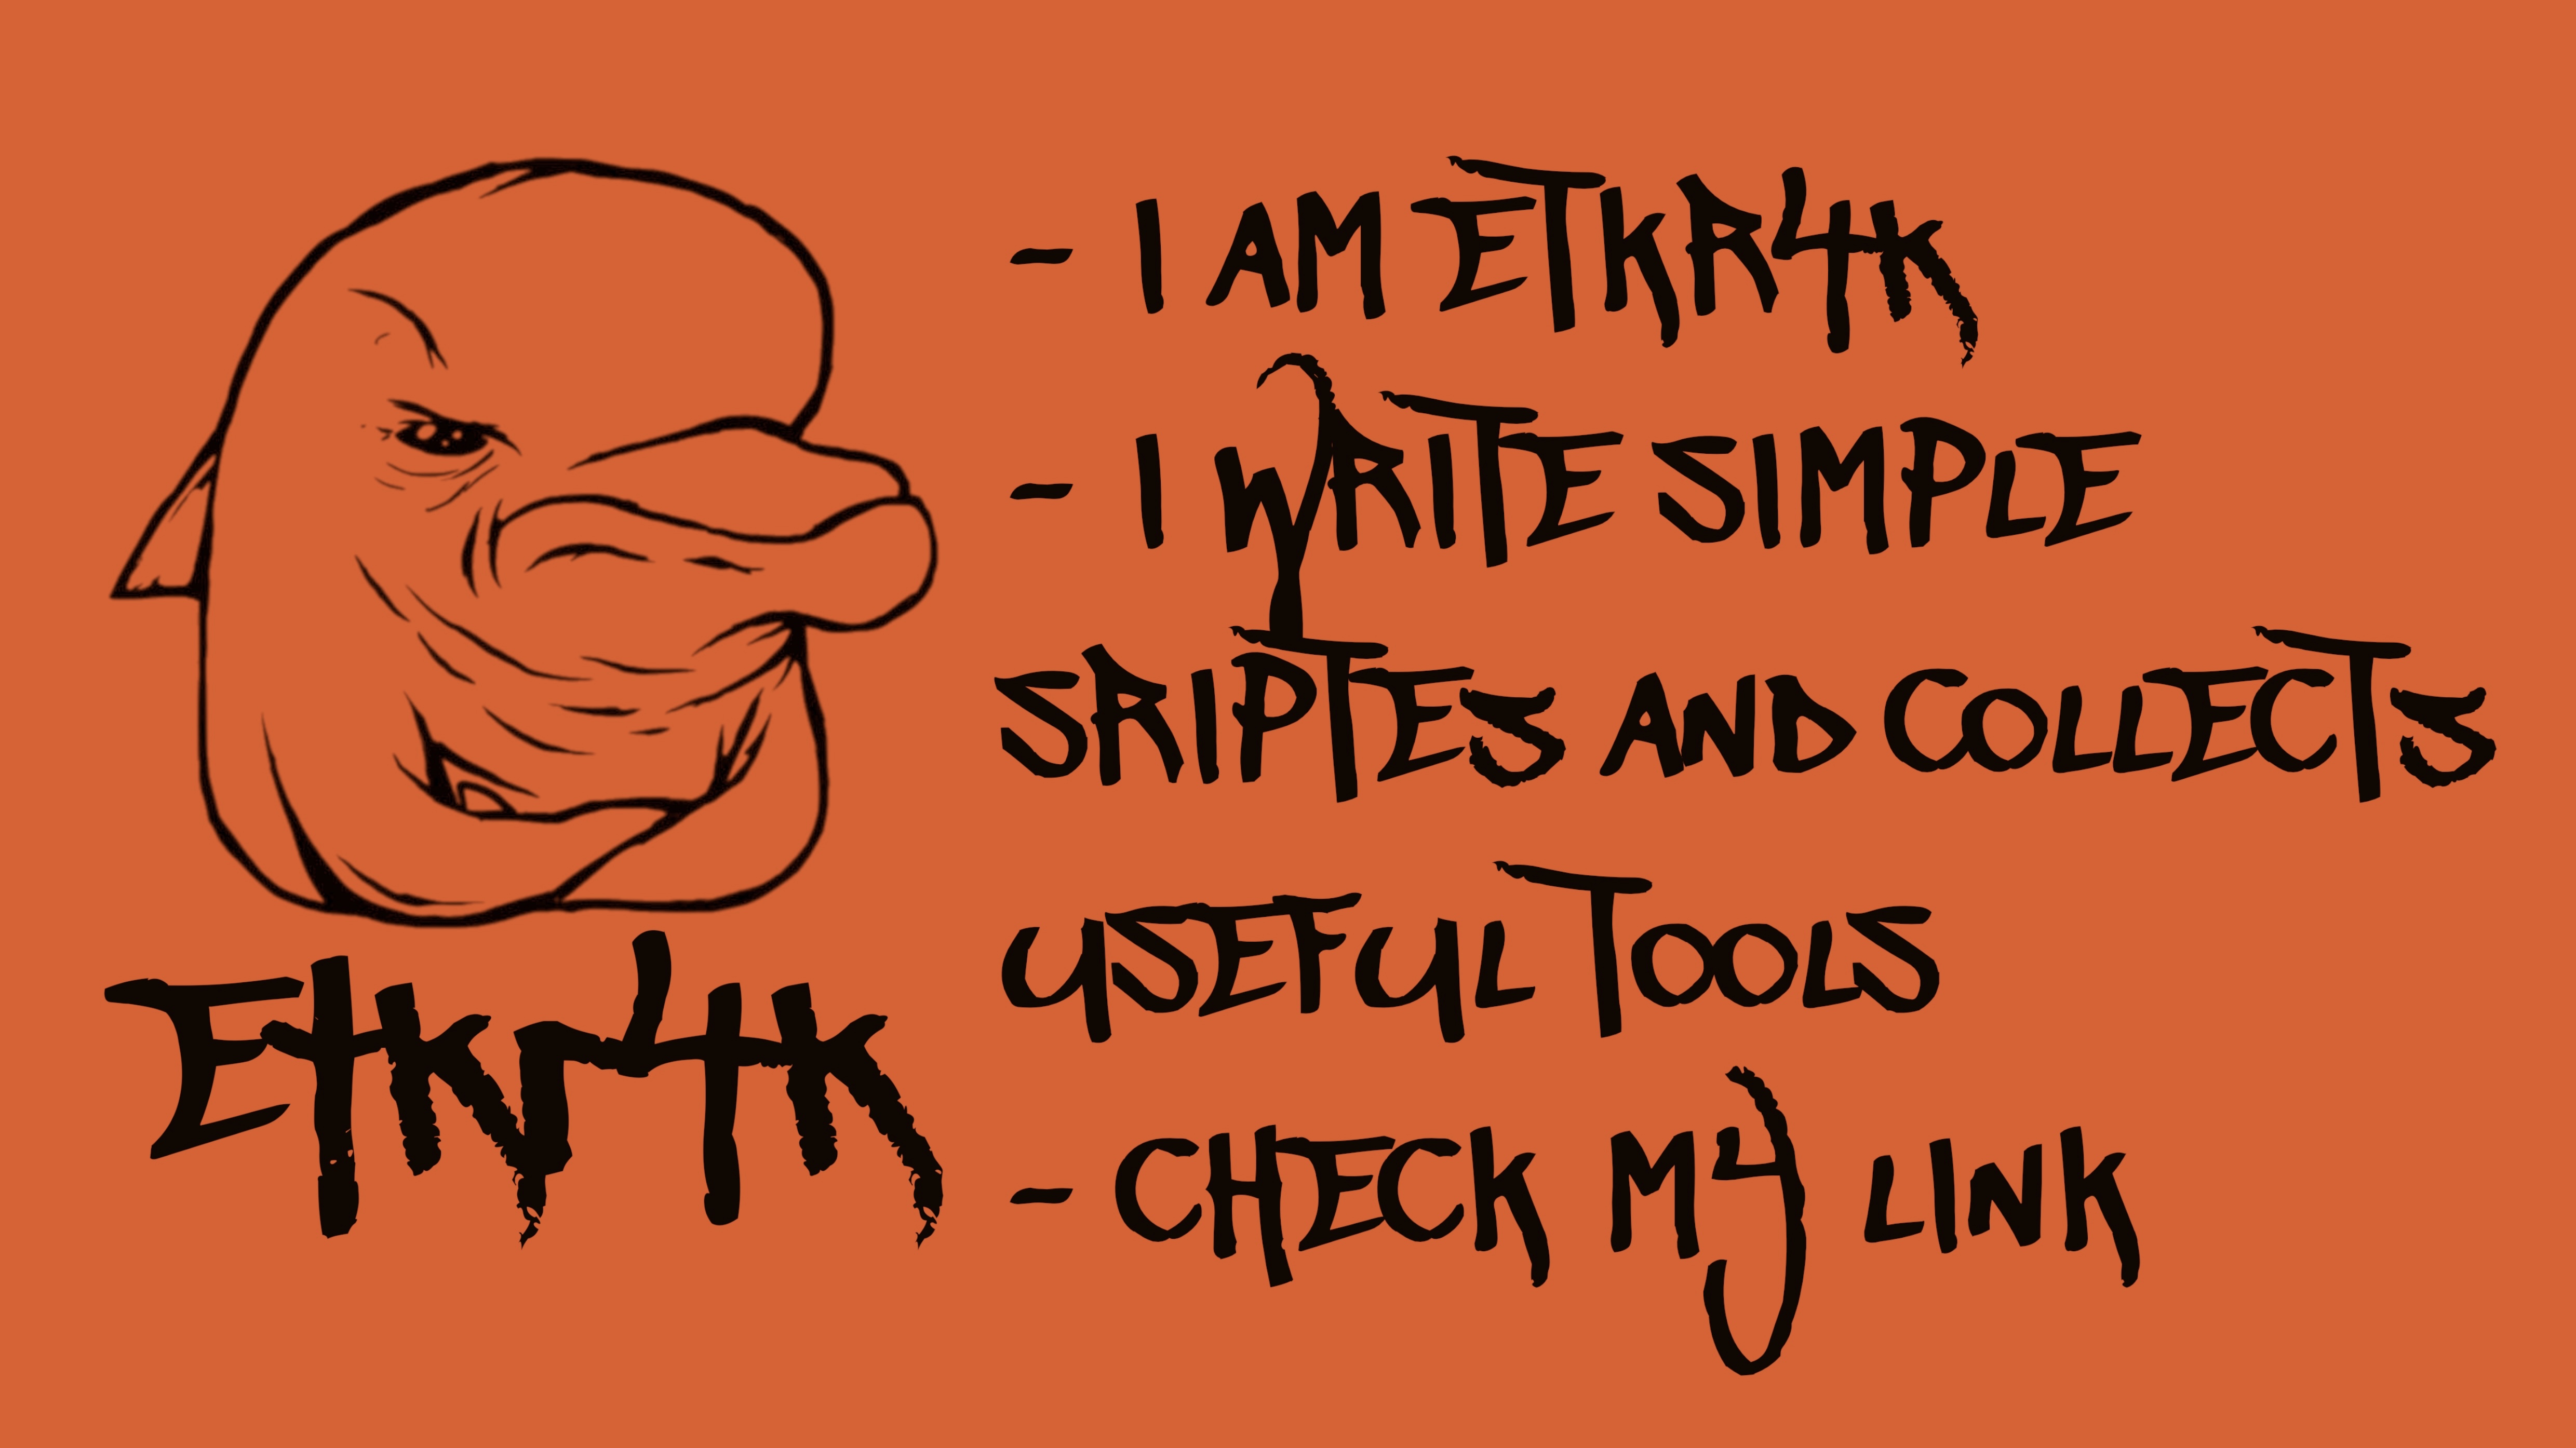 - I AM ETKR4K
- I WRITE SIMPLE
SRIPTES AND COLLECTS
USEFUL TOOLS
- CHECK MY LINK
Etkr4k